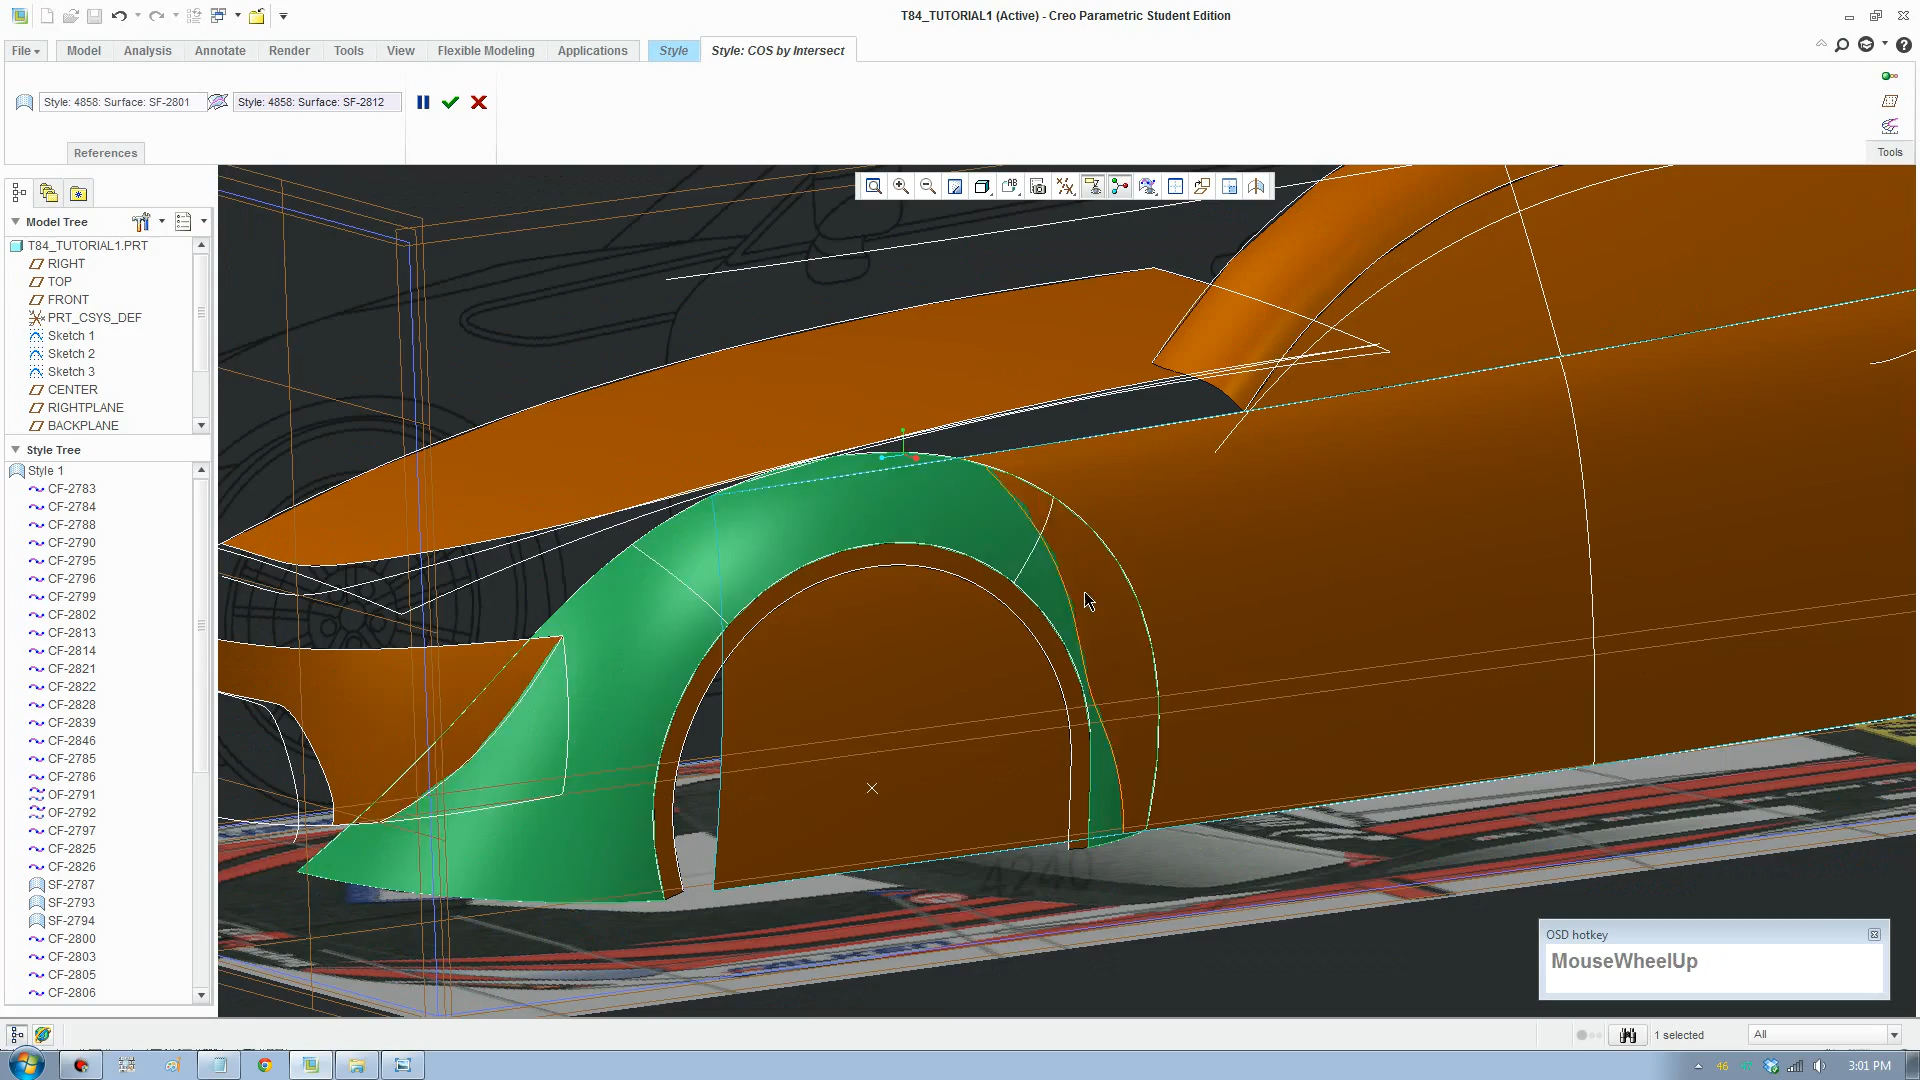 T84_TUTORIAL1 (Active) - Creo Parametric Student Edition
File Model Analysis Annotate Render Tools View Flexible Modeling Applications Style Style: COS by Intersect
Style: 4858: Surface: SF-2801 Style: 4858: Surface: SF-2812
References
Tools
Model Tree
T84_TUTORIAL1.PRT
RIGHT
TOP
FRONT
PRT_CSYS_DEF
Sketch 1
Sketch 2
Sketch 3
CENTER
RIGHTPLANE
BACKPLANE
Style Tree
Style 1
CF-2783
CF-2784
CF-2788
CF-2790
CF-2795
CF-2796
CF-2799
CF-2802
CF-2813
CF-2814
CF-2821
CF-2822
CF-2828
CF-2839
CF-2846
CF-2785
CF-2786
OF-2791
OF-2792
CF-2797
CF-2825
CF-2826
SF-2787
SF-2793
SF-2794
CF-2800
CF-2803
CF-2805
CF-2806
4240
OSD hotkey
MouseWheelUp
1 selected
All
46
3:01 PM